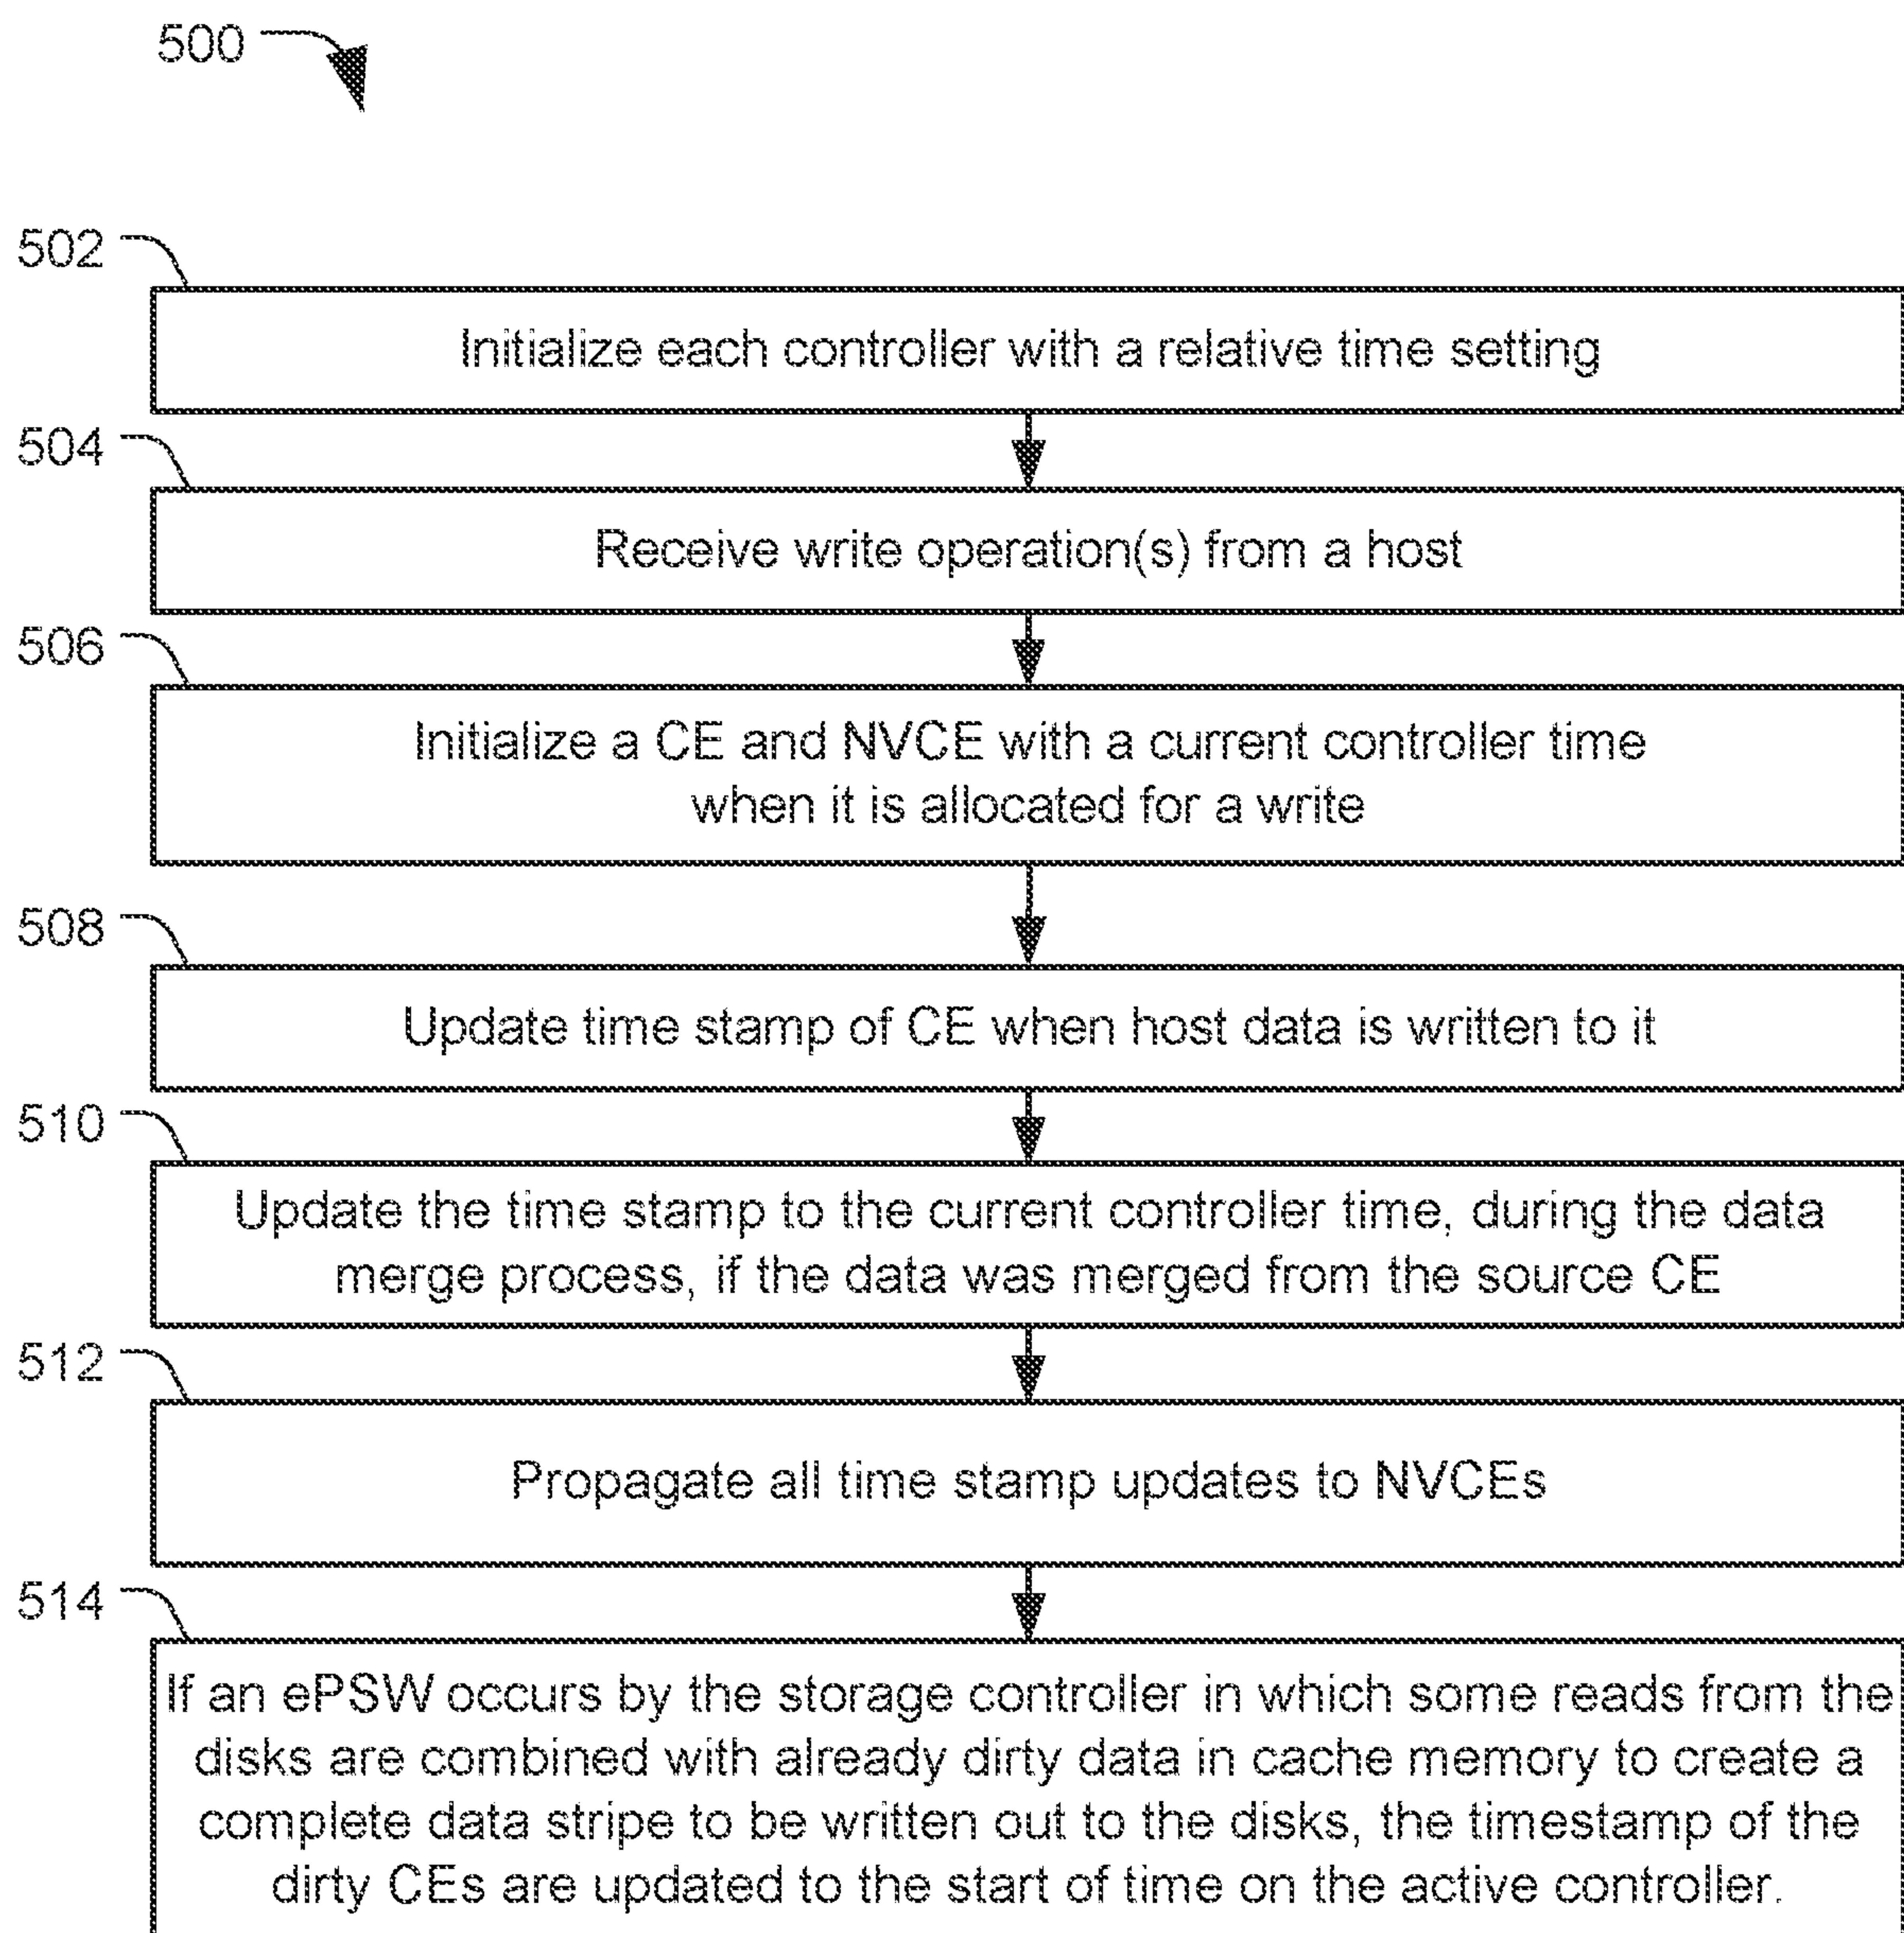 500
502
Initialize each controller with a relative time setting
504
Receive write operation(s) from a host
506
Initialize a CE and NVCE with a current controller time
when it is allocated for a write
508
Update time stamp of CE when host data is written to it
510
Update the time stamp to the current controller time, during the data
merge process, if the data was merged from the source CE
512
Propagate all time stamp updates to NVCEs
514
If an ePSW occurs by the storage controller in which some reads from the
disks are combined with already dirty data in cache memory to create a
complete data stripe to be written out to the disks, the timestamp of the
dirty CEs are updated to the start of time on the active controller.